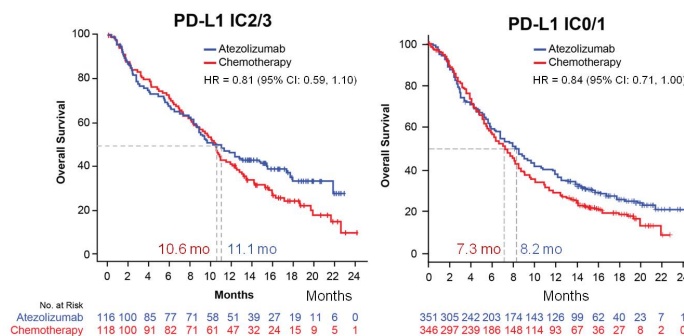 PD-L1 IC2/3
Atezolizumab
Chemotherapy
HR = 0.81 (95% CI: 0.59, 1.10)
Overall Survival
100
80
60
40
20
0
10.6 mo 11.1 mo
0 2 4 6 8 10 12 14 16 18 20 22 24
Months Months
No. at Risk
Atezolizumab 116 100 85 77 71 58 51 39 27 19 11 6 0
Chemotherapy 118 100 91 82 71 61 47 32 24 15 9 5 1
PD-L1 IC0/1
Atezolizumab
Chemotherapy
HR = 0.84 (95% CI: 0.71, 1.00)
Overall Survival
100
80
60
40
20
0
7.3 mo 8.2 mo
0 2 4 6 8 10 12 14 16 18 20 22 24
Months
351 305 242 203 174 143 126 99 62 40 23 7 1
346 297 239 186 148 114 93 67 36 27 8 2 0